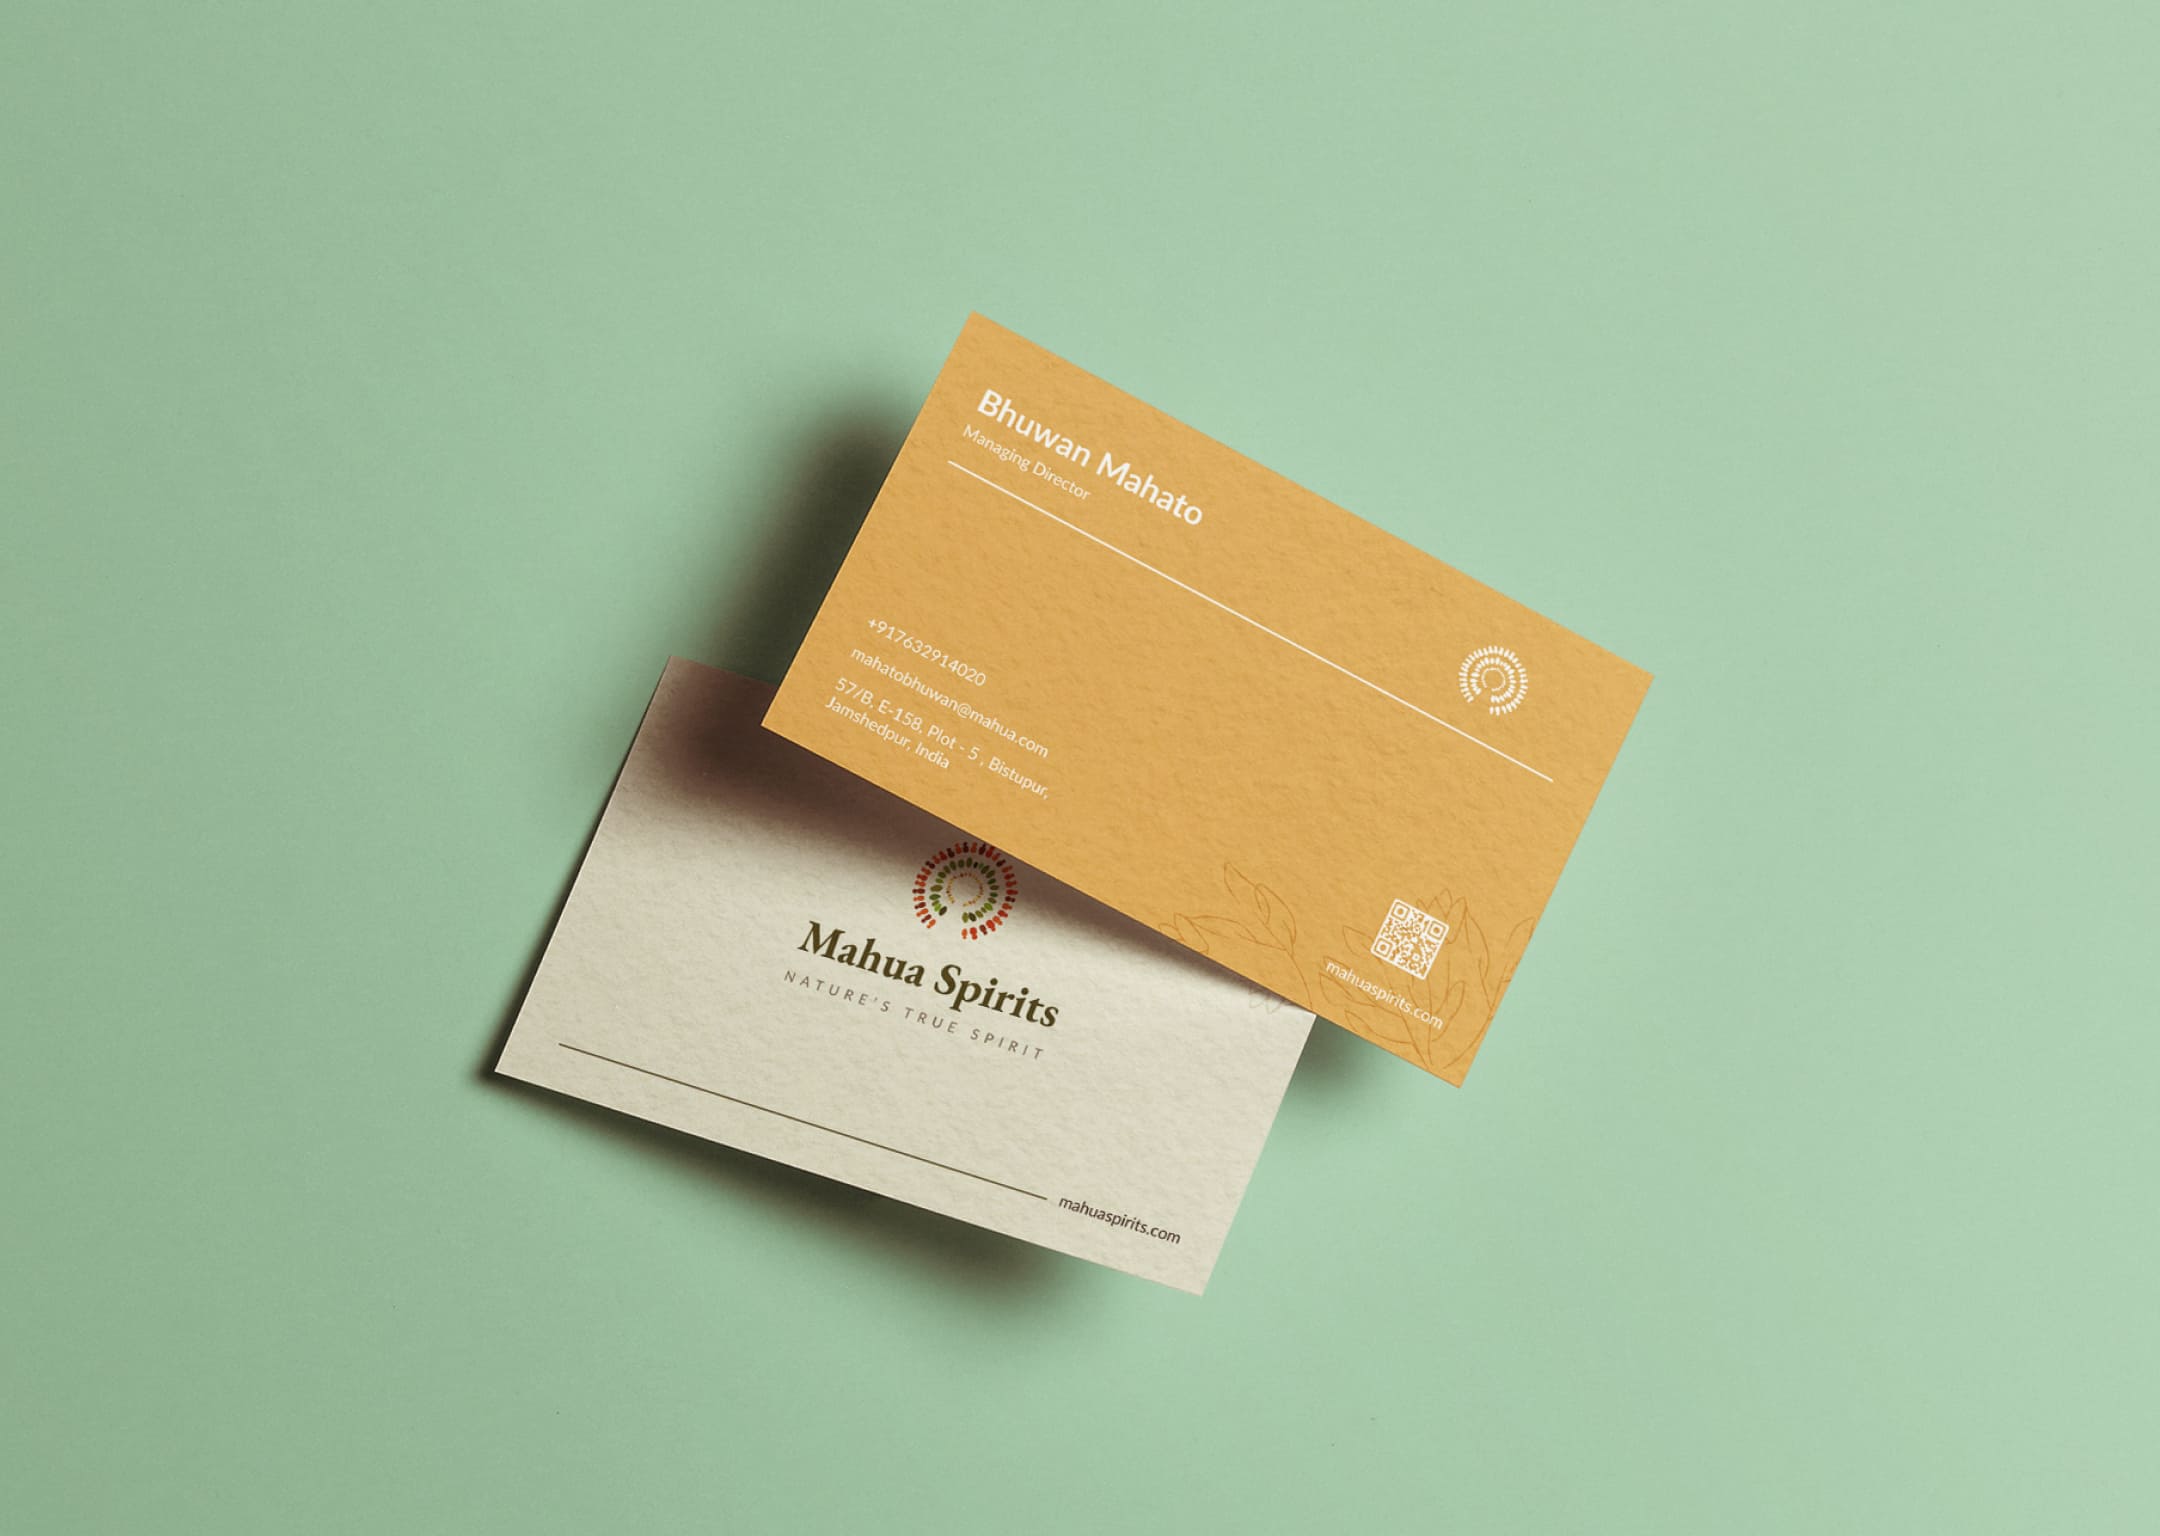 Bhuwan Mahato
Managing Director
+917632914020
mahatobhuwan@mahua.com
57/B, E-158, Plot - 5 , Bistupur,
Jamshedpur, India
mahuaspirits.com
Mahua Spirits
NATURE'S TRUE SPIRIT
mahuaspirits.com